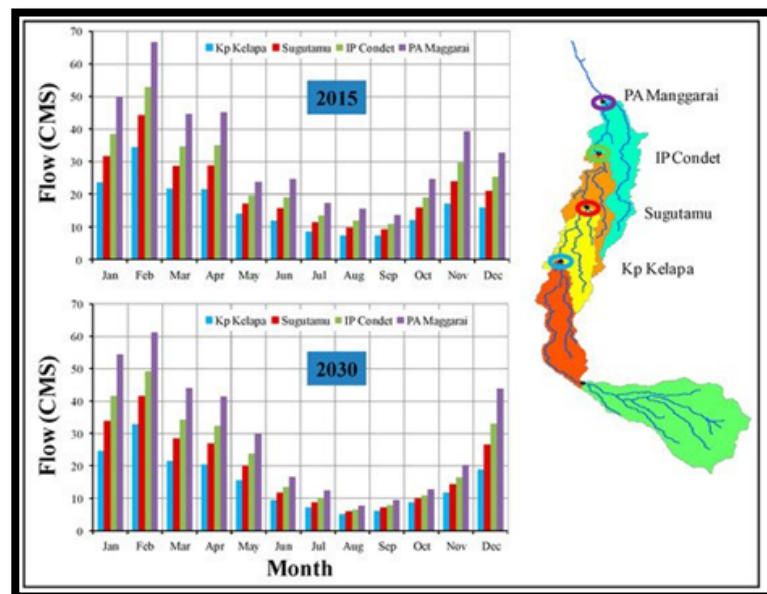 70
60
50
40
30
20
10
0
Flow (CMS)
Kp Kelapa Sugutamu IP Condet PA Maggarai
2015
Jan Feb Mar Apr May Jun Jul Aug Sep Oct Nov Dec
70
60
50
40
30
20
10
0
Flow (CMS)
Kp Kelapa Sugutamu IP Condet PA Maggarai
2030
Jan Feb Mar Apr May Jun Jul Aug Sep Oct Nov Dec
Month
PA Manggarai
IP Condet
Sugutamu
Kp Kelapa